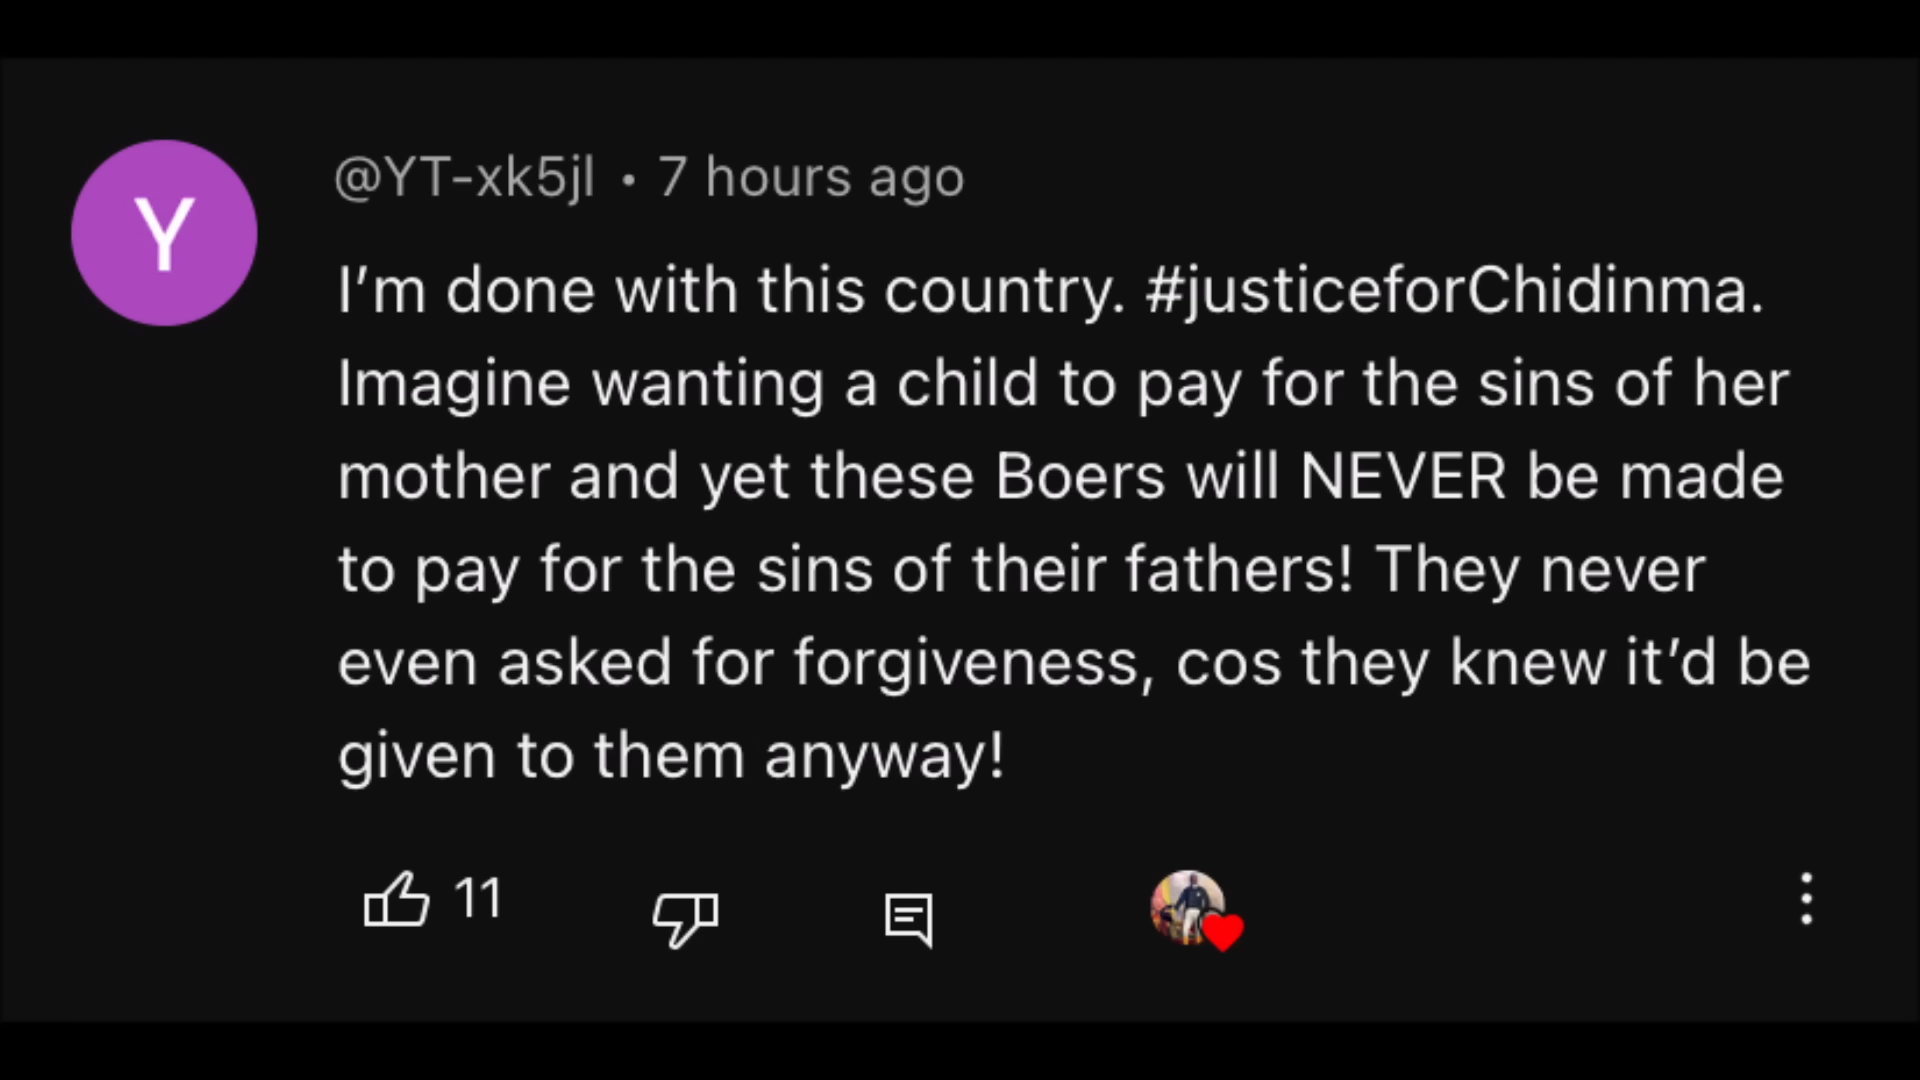 Y
@YT-xk5jl • 7 hours ago
I’m done with this country. #justiceforChidinma.
Imagine wanting a child to pay for the sins of her
mother and yet these Boers will NEVER be made
to pay for the sins of their fathers! They never
even asked for forgiveness, cos they knew it’d be
given to them anyway!
11